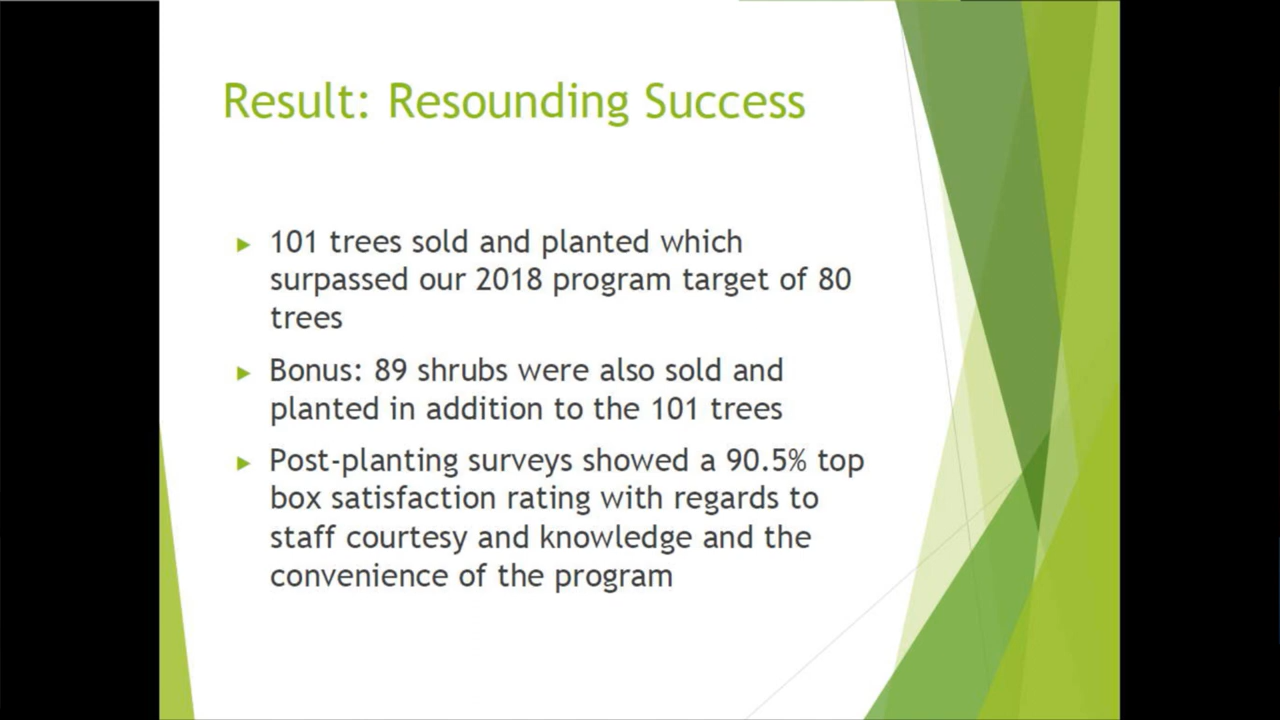 Result: Resounding Success
101 trees sold and planted which
surpassed our 2018 program target of 80
trees
Bonus: 89 shrubs were also sold and
planted in addition to the 101 trees
Post-planting surveys showed a 90.5% top
box satisfaction rating with regards to
staff courtesy and knowledge and the
convenience of the program